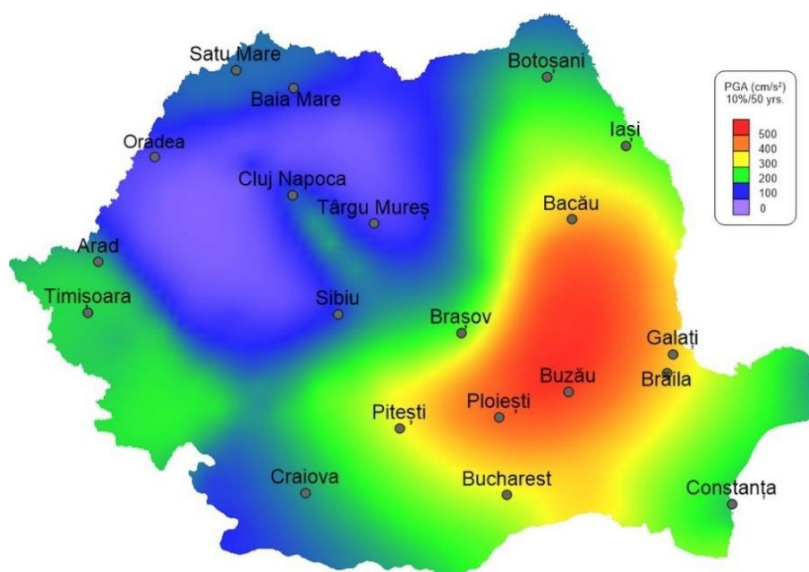 Satu Mare
Botoșani
Baia Mare
PGA (cm/s²)
10%/50 yrs.
500
400
300
200
100
0
Iași
Oradea
Cluj Napoca
Târgu Mureș
Bacău
Arad
Timișoara
Sibiu
Brașov
Galați
Brăila
Buzău
Ploiești
Pitești
Craiova
Bucharest
Constanța